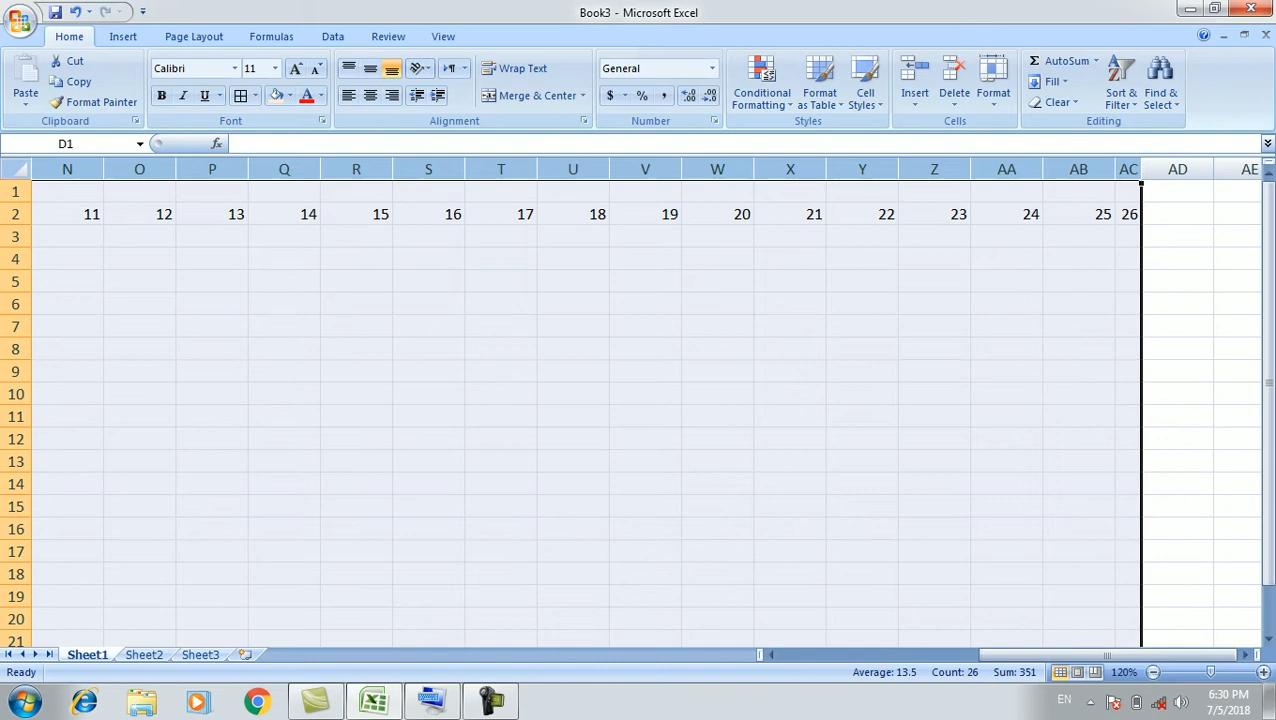 Book3 - Microsoft Excel
Home Insert Page Layout Formulas Data Review View
Paste
Cut
Copy
Format Painter
Clipboard
Calibri 11
B I U A
Font
Wrap Text
Merge & Center
Alignment
General
$ % ,
Number
Conditional Formatting
Format as Table
Cell Styles
Styles
Insert
Delete
Format
Cells
Σ AutoSum
Fill
Clear
Sort & Filter
Find & Select
Editing
D1 fx
N O P Q R S T U V W X Y Z AA AB AC AD AE
1
2 11 12 13 14 15 16 17 18 19 20 21 22 23 24 25 26
3
4
5
6
7
8
9
10
11
12
13
14
15
16
17
18
19
20
21
Sheet1 Sheet2 Sheet3
Ready Average: 13.5 Count: 26 Sum: 351 120%
EN 6:30 PM
7/5/2018